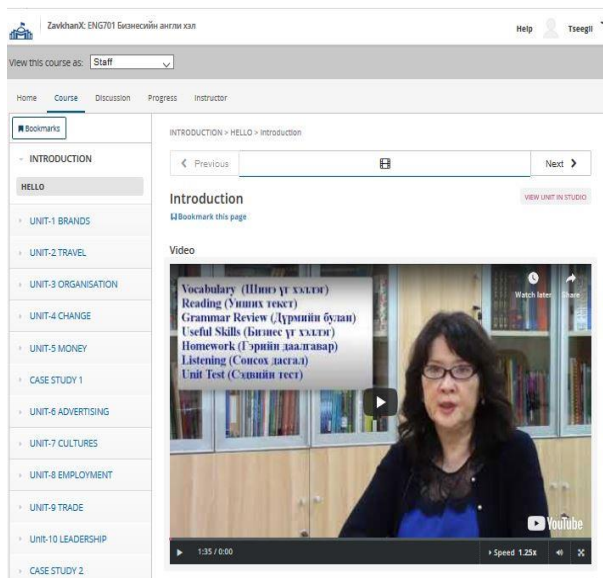 ZavkhanX: ENG701 Бизнесийн англи хэл
Help
Tseegii
View this course as: Staff
Home Course Discussion Progress Instructor
Bookmarks
INTRODUCTION
HELLO
UNIT-1 BRANDS
UNIT-2 TRAVEL
UNIT-3 ORGANISATION
UNIT-4 CHANGE
UNIT-5 MONEY
CASE STUDY 1
UNIT-6 ADVERTISING
UNIT-7 CULTURES
UNIT-8 EMPLOYMENT
UNIT-9 TRADE
Unit-10 LEADERSHIP
CASE STUDY 2
INTRODUCTION > HELLO > Introduction
Previous
Next
Introduction
VIEW UNIT IN STUDIO
Bookmark this page
Video
Vocabulary (Шинэ үг хэллэг)
Reading (Унших текст)
Grammar Review (Дүрмийн булан)
Useful Skills (Бизнес үг хэллэг)
Homework (Гэрийн даалгавар)
Listening (Сонсох дасгал)
Unit Test (Сэдвийн тест)
Watch later
Share
YouTube
1:35 / 0:00
Speed 1.25x